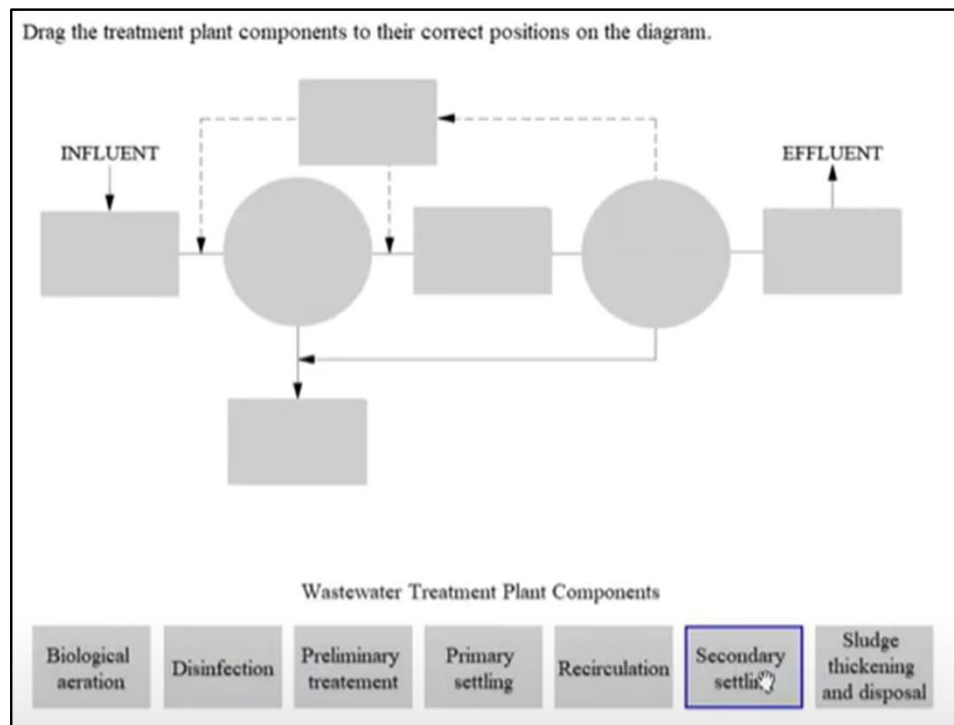 Drag the treatment plant components to their correct positions on the diagram.
INFLUENT
EFFLUENT
Wastewater Treatment Plant Components
Biological
aeration
Disinfection
Preliminary
treatement
Primary
settling
Recirculation
Secondary
settling
Sludge
thickening
and disposal